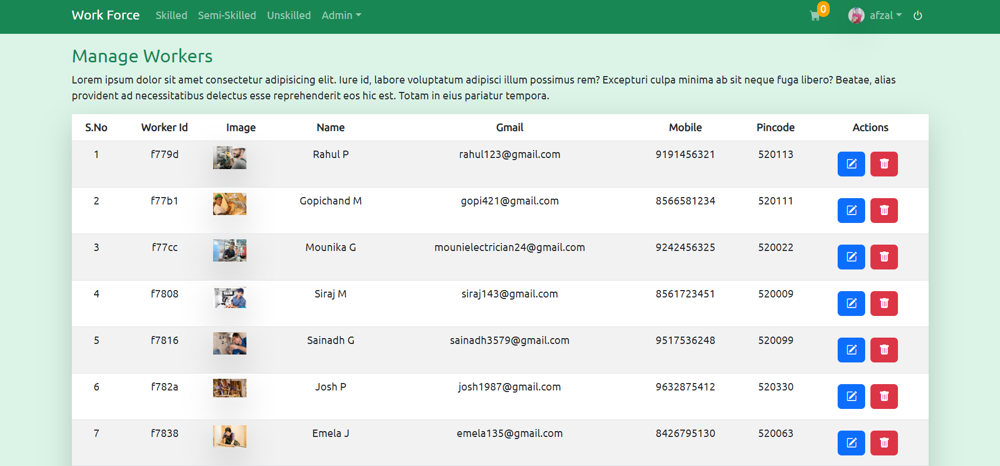 Work Force Skilled Semi-Skilled Unskilled Admin 0 afzal
Manage Workers
Lorem ipsum dolor sit amet consectetur adipisicing elit. Iure id, labore voluptatum adipisci illum possimus rem? Excepturi culpa minima ab sit neque fuga libero? Beatae, alias
provident ad necessitatibus delectus esse reprehenderit eos hic est. Totam in eius pariatur tempora.
S.No Worker Id Image Name Gmail Mobile Pincode Actions
1 f779d Rahul P rahul123@gmail.com 9191456321 520113
2 f77b1 Gopichand M gopi421@gmail.com 8566581234 520111
3 f77cc Mounika G mounielectrician24@gmail.com 9242456325 520022
4 f7808 Siraj M siraj143@gmail.com 8561723451 520009
5 f7816 Sainadh G sainadh3579@gmail.com 9517536248 520099
6 f782a Josh P josh1987@gmail.com 9632875412 520330
7 f7838 Emela J emela135@gmail.com 8426795130 520063